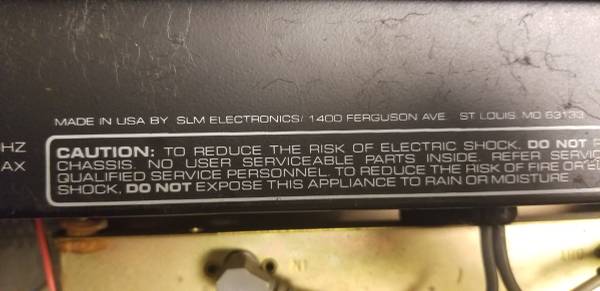 MADE IN USA BY SLM ELECTRONICS/ 1400 FERGUSON AVE ST LOUIS, MO 63133
HZ
AX
CAUTION: TO REDUCE THE RISK OF ELECTRIC SHOCK, DO NOT
CHASSIS. NO USER SERVICEABLE PARTS INSIDE. REFER SERVIC
QUALIFIED SERVICE PERSONNEL. TO REDUCE THE RISK OF FIRE OR
SHOCK, DO NOT EXPOSE THIS APPLIANCE TO RAIN OR MOISTURE